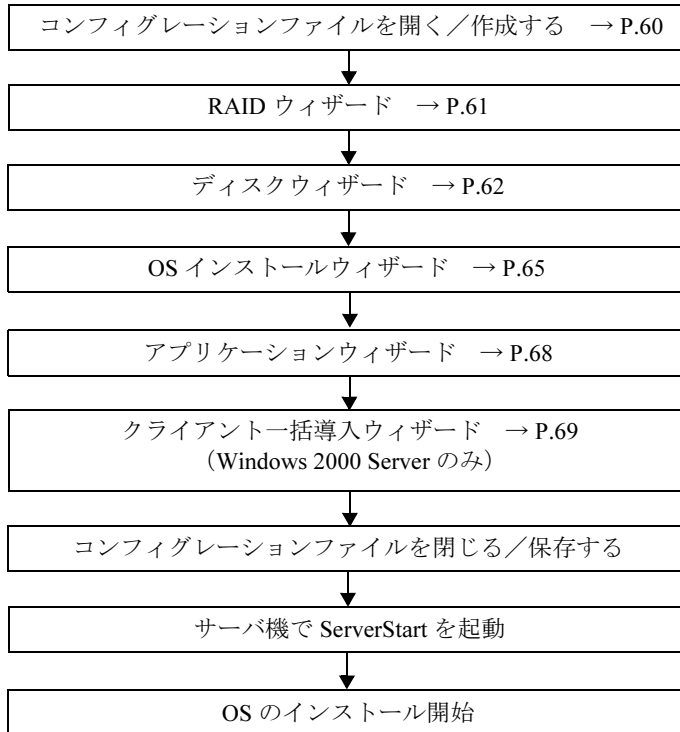 コンフィグレーションファイルを開く／作成する　→ P.60
RAID ウィザード　→ P.61
ディスクウィザード　→ P.62
OS インストールウィザード　→ P.65
アプリケーションウィザード　→ P.68
クライアント一括導入ウィザード　→ P.69
（Windows 2000 Server のみ）
コンフィグレーションファイルを閉じる／保存する
サーバ機で ServerStart を起動
OS のインストール開始